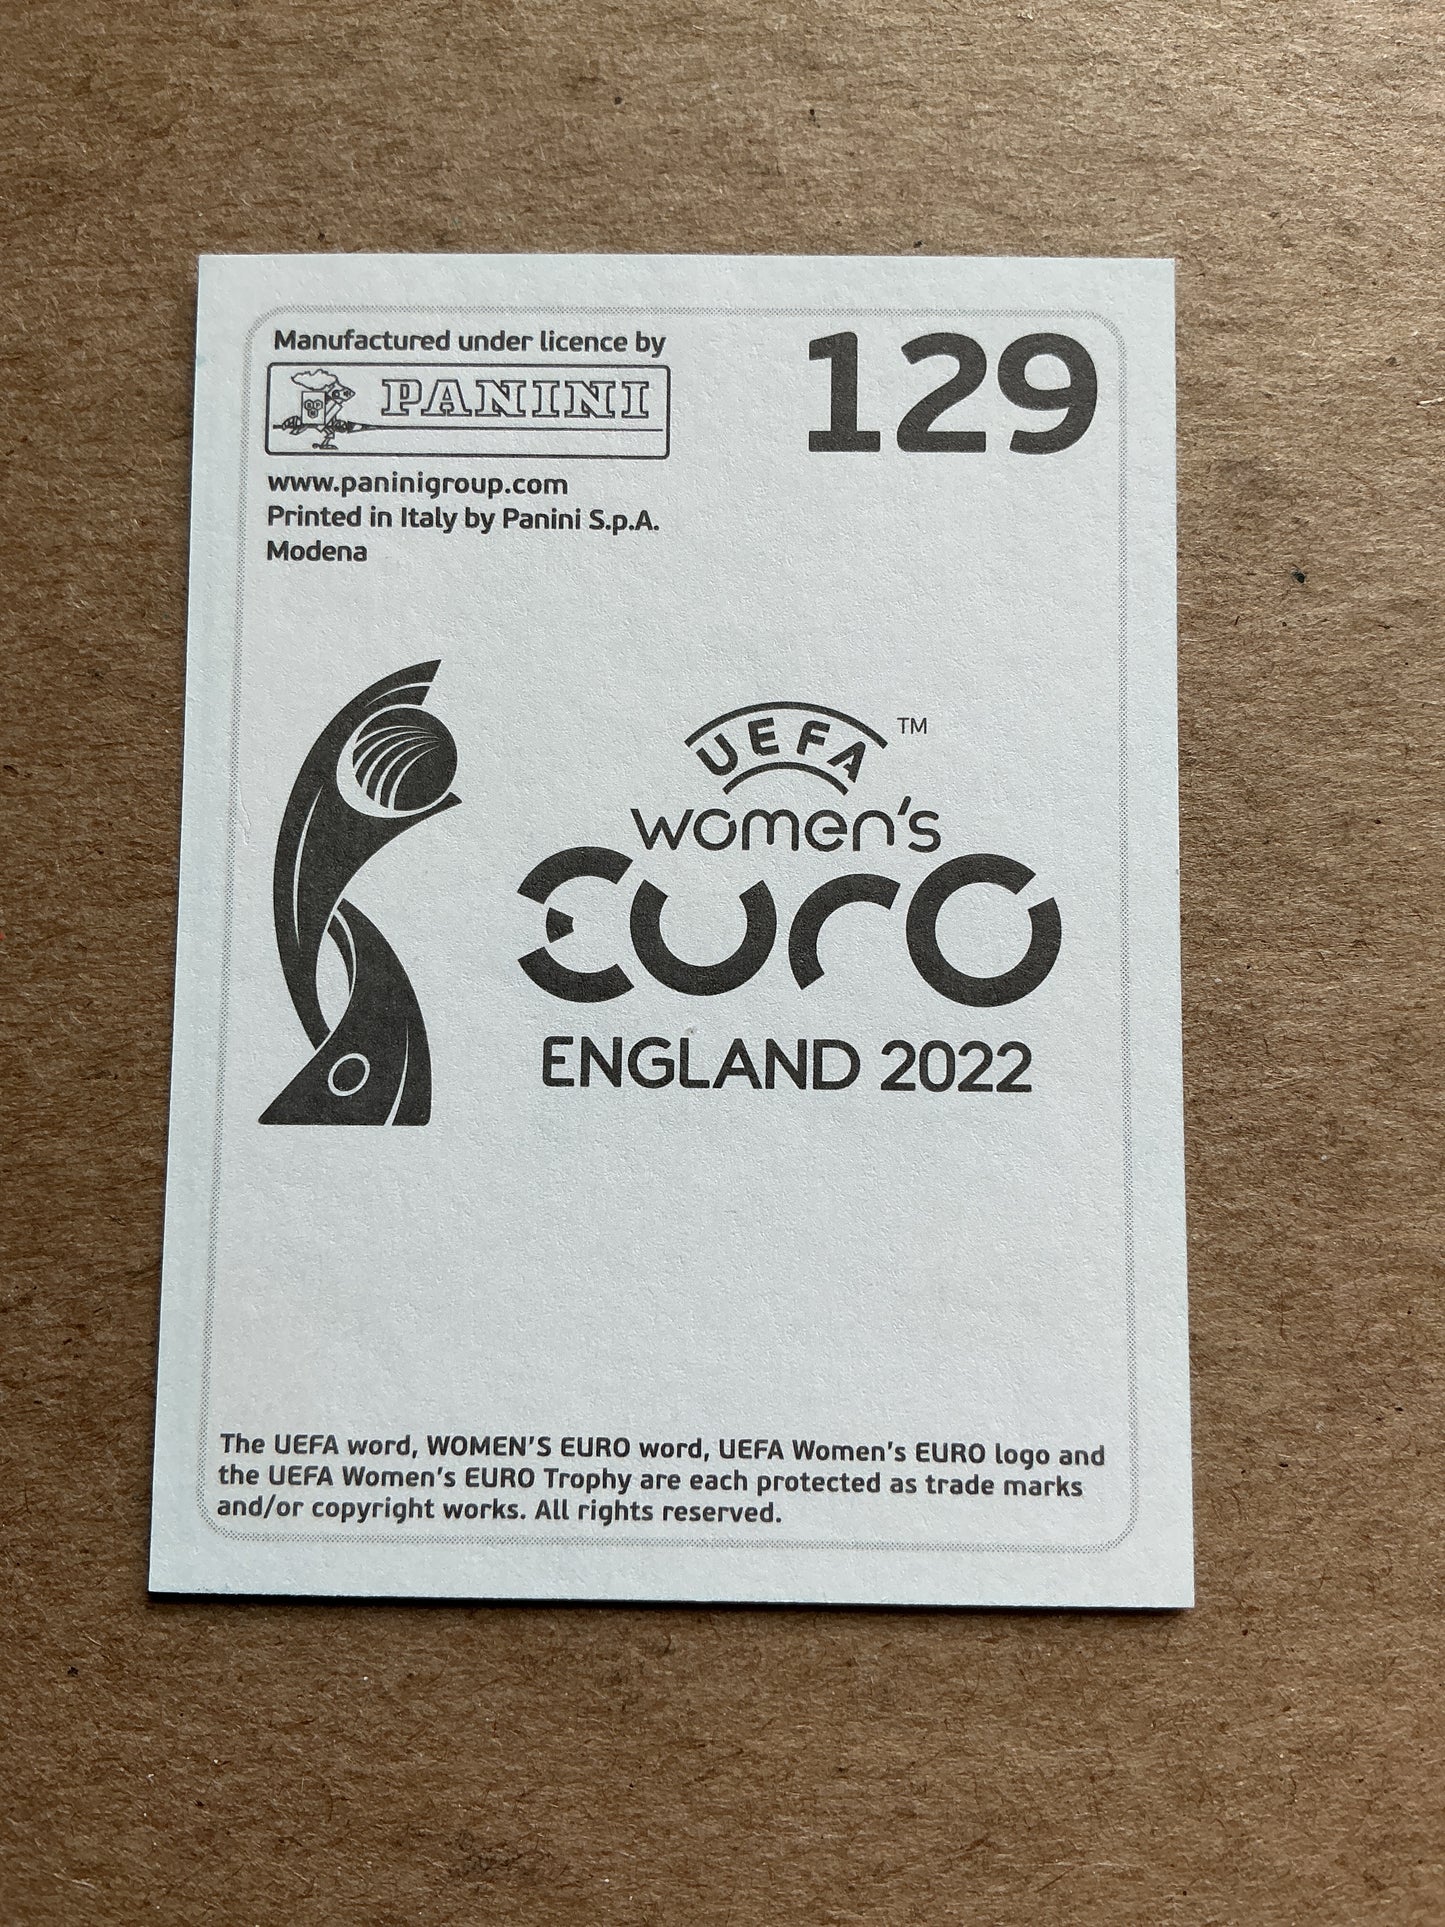 Manufactured under licence by
PANINI
129
www.paninigroup.com
Printed in Italy by Panini S.p.A.
Modena
UEFA TM
women's
EURO
ENGLAND 2022
The UEFA word, WOMEN'S EURO word, UEFA Women's EURO logo and
the UEFA Women's EURO Trophy are each protected as trade marks
and/or copyright works. All rights reserved.